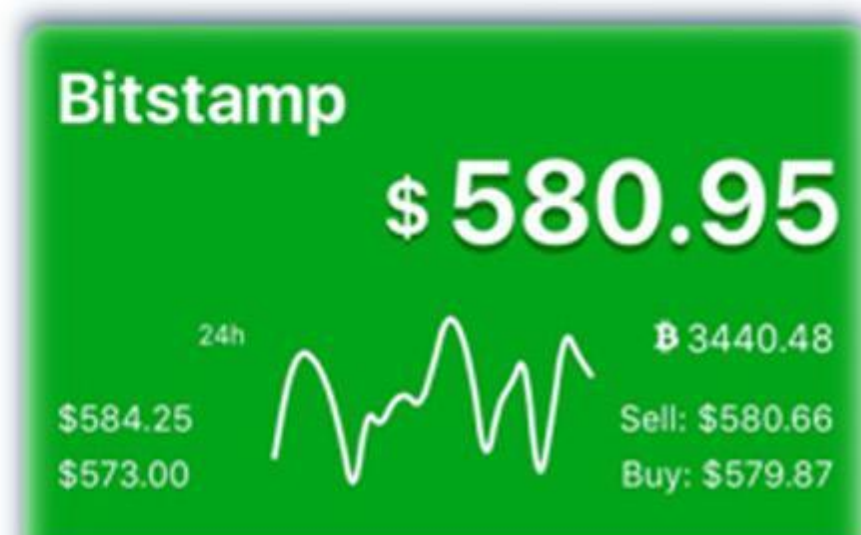 Bitstamp
$ 580.95
24h
₿ 3440.48
$584.25
Sell: $580.66
$573.00
Buy: $579.87